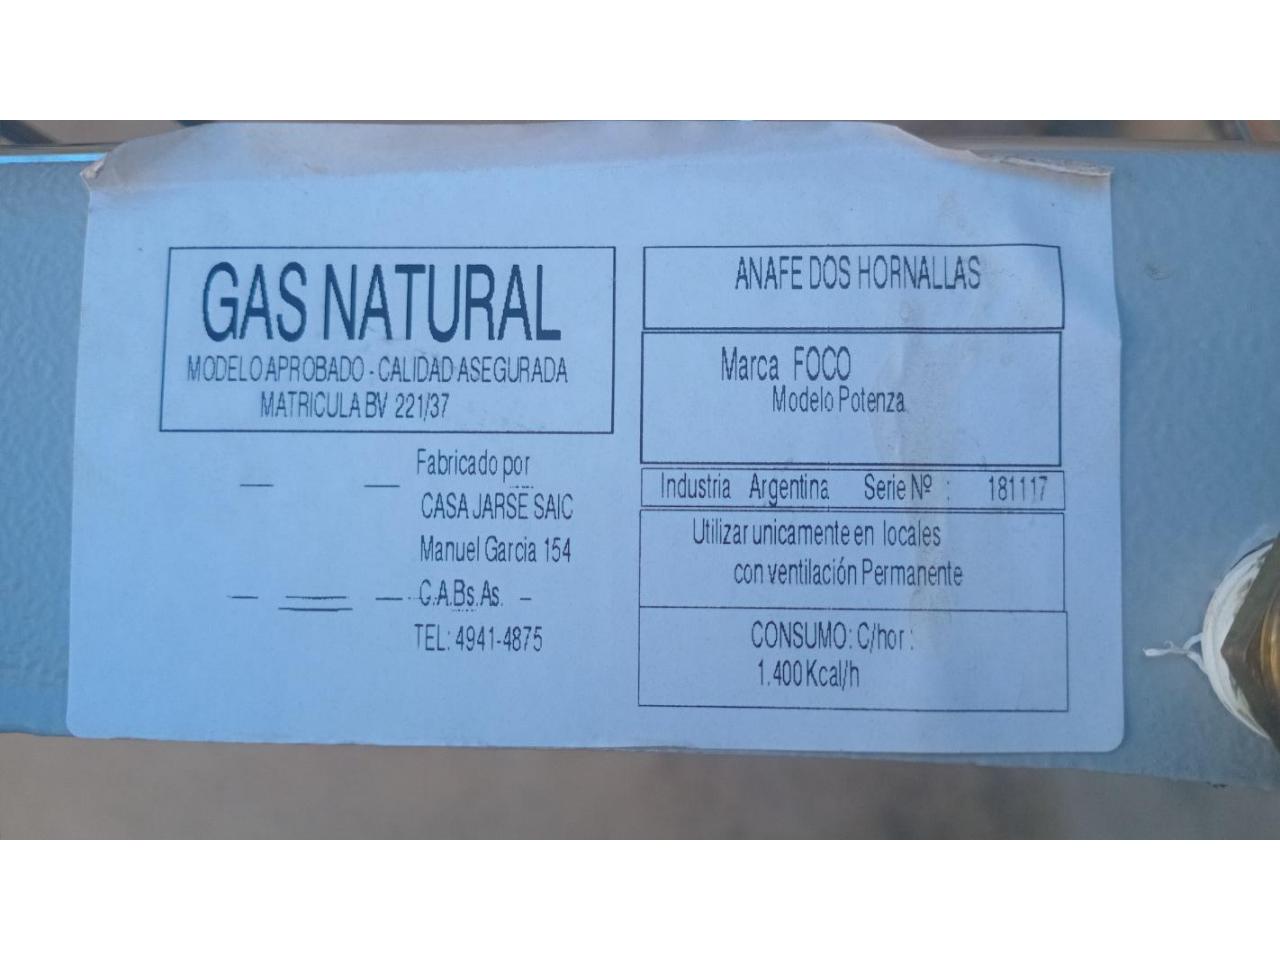 GAS NATURAL
MODELO APROBADO - CALIDAD ASEGURADA
MATRICULA BV 221/37
Fabricado por
CASA JARSE SAIC
Manuel Garcia 154
C.A.Bs.As.
TEL: 4941-4875
ANAFE DOS HORNALLAS
Marca FOCO
Modelo Potenza
Industria Argentina Serie Nº : 181117
Utilizar unicamente en locales
con ventilación Permanente
CONSUMO: C/hor :
1.400 Kcal/h